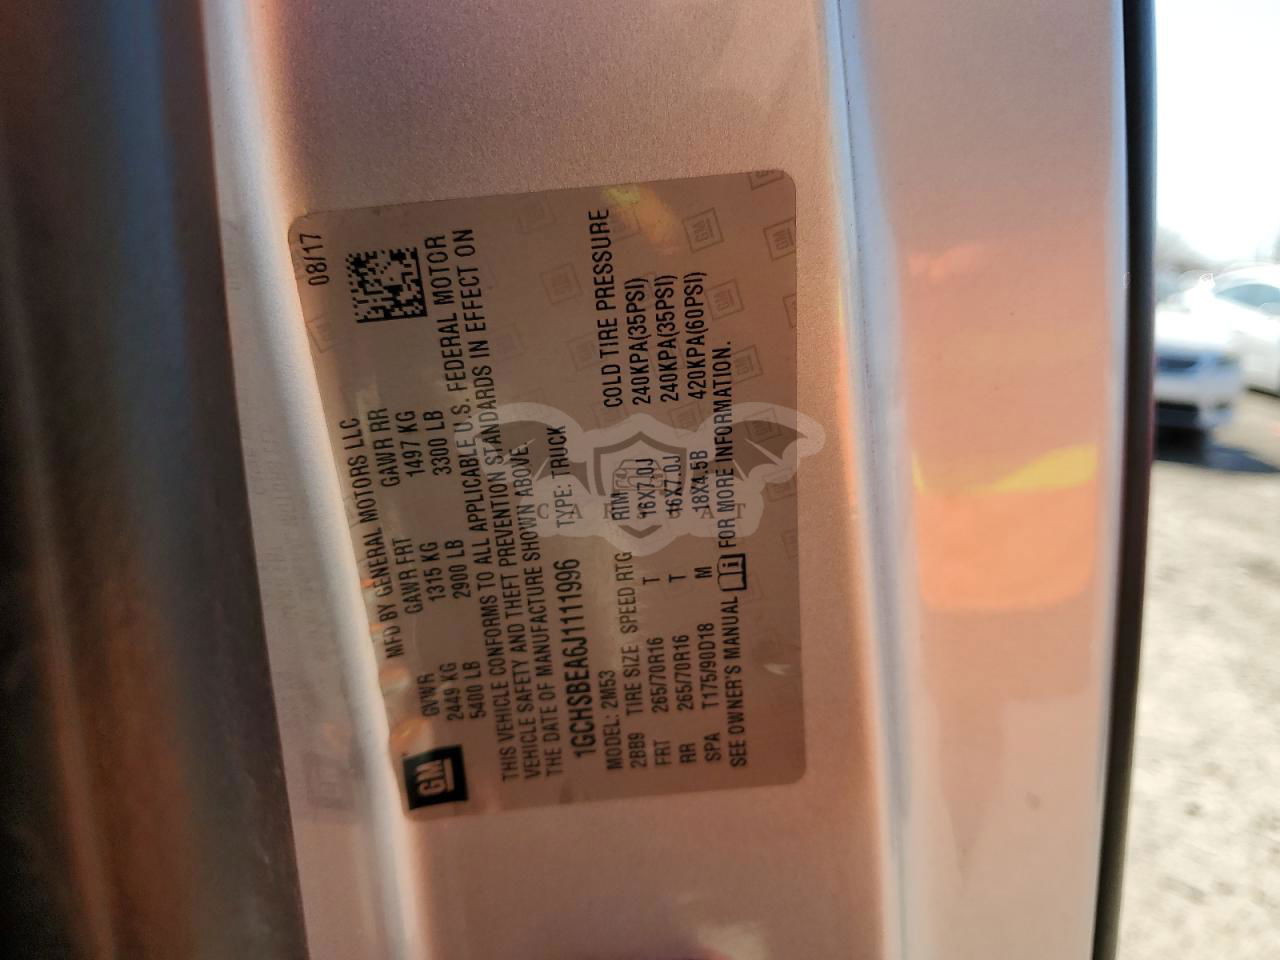 08/17
MFD BY GENERAL MOTORS LLC
GVWR GAWR FRT GAWR RR
2449 KG 1315 KG 1497 KG
5400 LB 2900 LB 3300 LB
THIS VEHICLE CONFORMS TO ALL APPLICABLE U.S. FEDERAL MOTOR
VEHICLE SAFETY AND THEFT PREVENTION STANDARDS IN EFFECT ON
THE DATE OF MANUFACTURE SHOWN ABOVE.
1GCHSBEA6J1111996 TYPE: TRUCK
MODEL: 2M53
2BB9 TIRE SIZE SPEED RTG RIM COLD TIRE PRESSURE
FRT 265/70R16 T 16X7.0J 240KPA(35PSI)
RR 265/70R16 T 16X7.0J 240KPA(35PSI)
SPA T175/90D18 M 18X4.5B 420KPA(60PSI)
SEE OWNER'S MANUAL FOR MORE INFORMATION.
GM